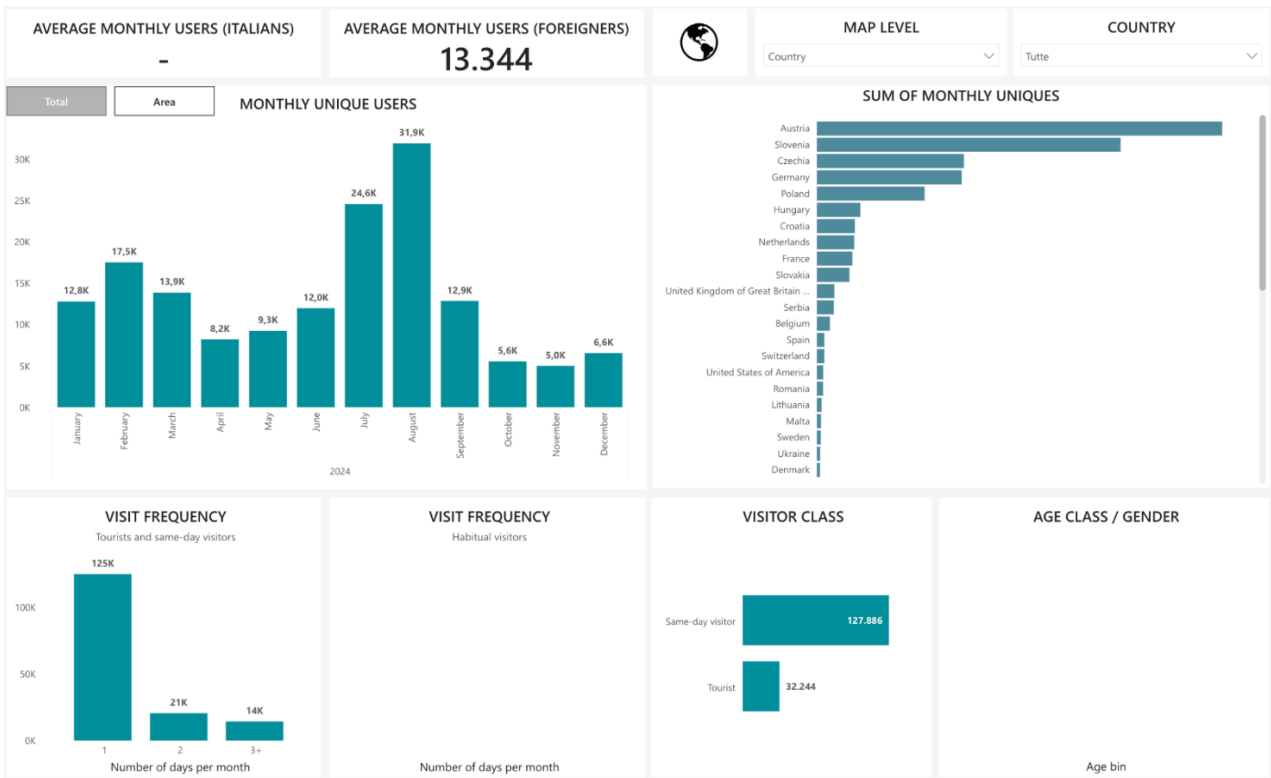 AVERAGE MONTHLY USERS (ITALIANS)
-
AVERAGE MONTHLY USERS (FOREIGNERS)
13.344
MAP LEVEL
Country
COUNTRY
Tutte
Total
Area
MONTHLY UNIQUE USERS
30K
25K
20K
15K
10K
5K
0K
12,8K
17,5K
13,9K
8,2K
9,3K
12,0K
24,6K
31,9K
12,9K
5,6K
5,0K
6,6K
January
February
March
April
May
June
July
August
September
October
November
December
2024
SUM OF MONTHLY UNIQUES
Austria
Slovenia
Czechia
Germany
Poland
Hungary
Croatia
Netherlands
France
Slovakia
United Kingdom of Great Britain ...
Serbia
Belgium
Spain
Switzerland
United States of America
Romania
Lithuania
Malta
Sweden
Ukraine
Denmark
VISIT FREQUENCY
Tourists and same-day visitors
100K
50K
0K
125K
21K
14K
1
2
3+
Number of days per month
VISIT FREQUENCY
Habitual visitors
Number of days per month
VISITOR CLASS
Same-day visitor
127.886
Tourist
32.244
AGE CLASS / GENDER
Age bin